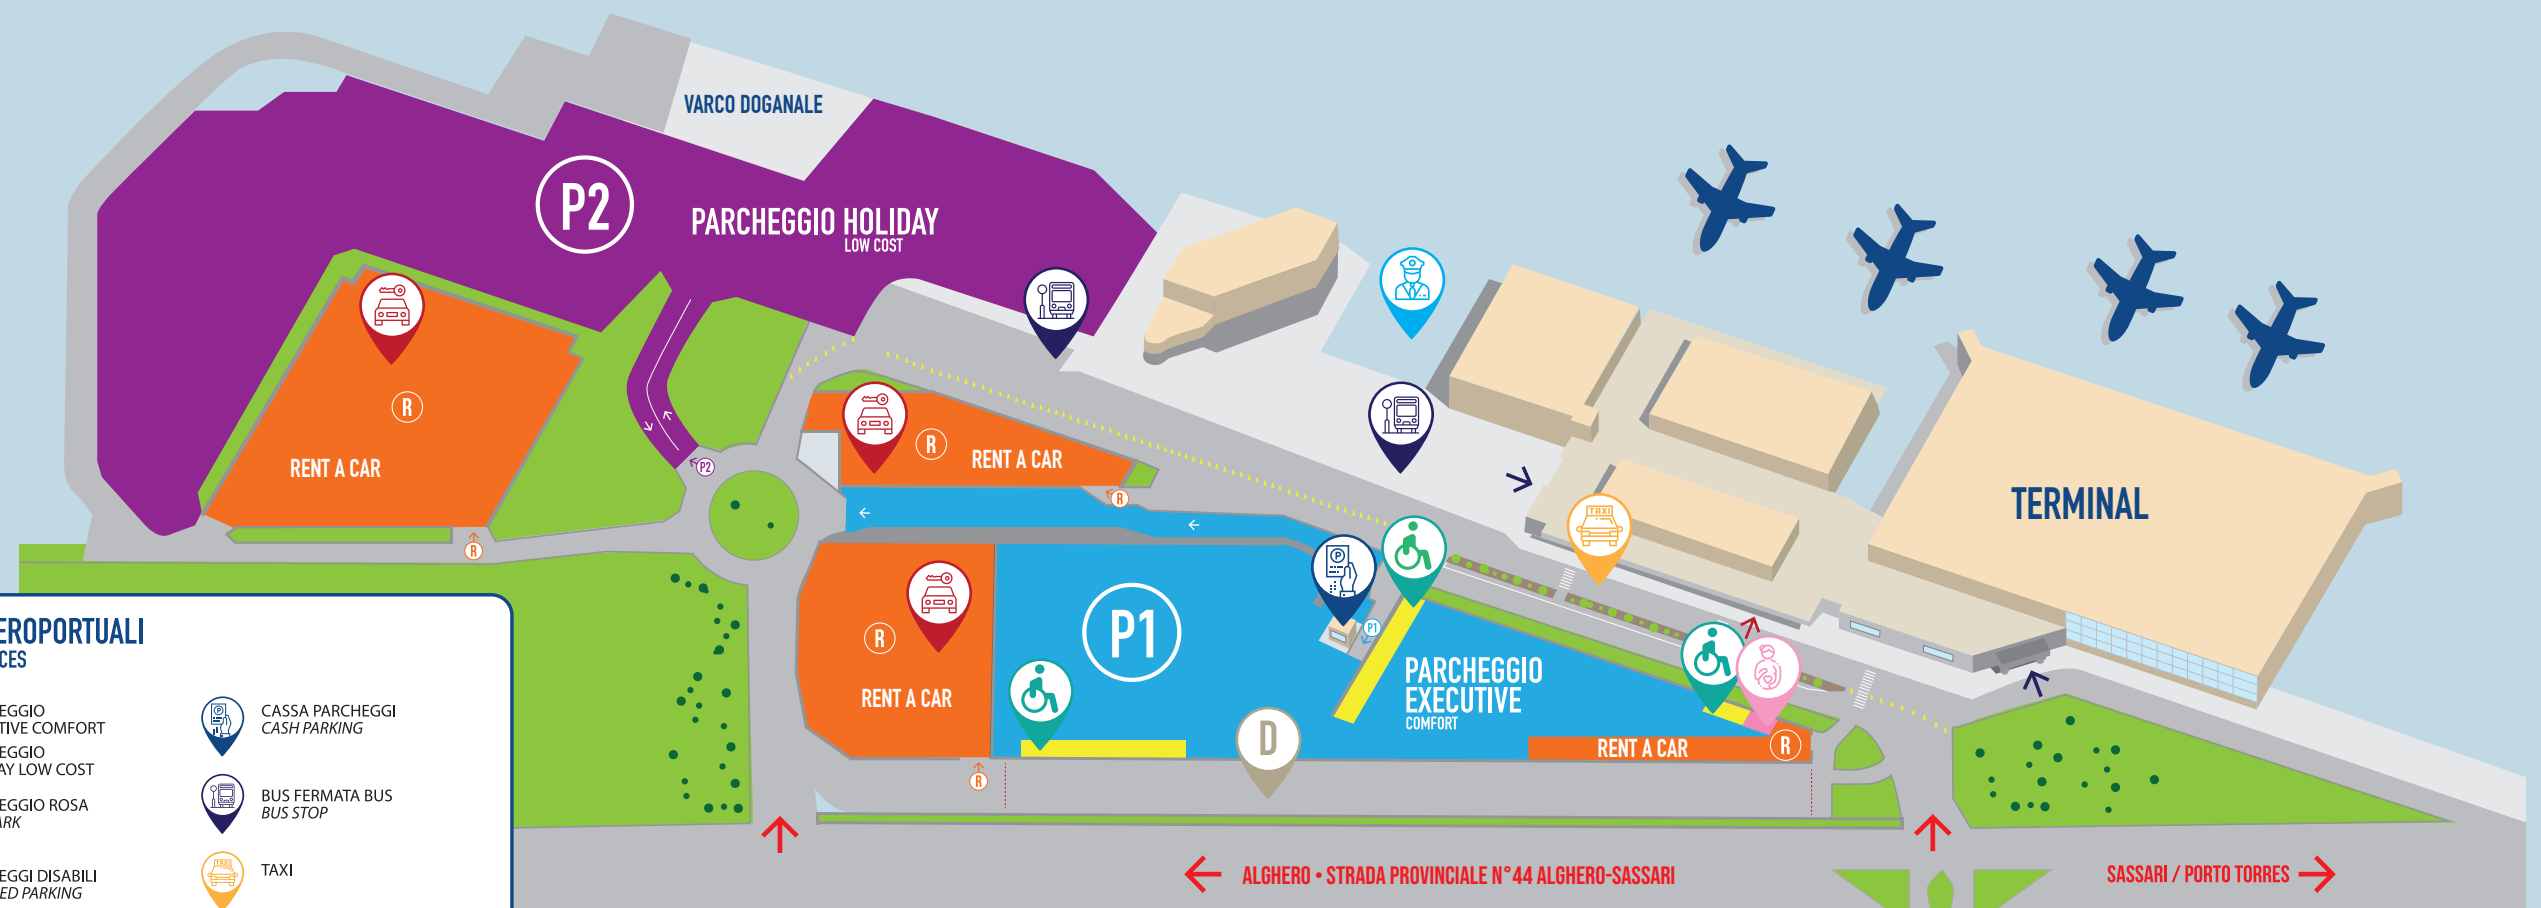 VARCO DOGANALE
P2
PARCHEGGIO HOLIDAY
LOW COST
R
RENT A CAR
R
RENT A CAR
P2
R
TAXI
TERMINAL
R
P
P1
P1
R
RENT A CAR
PARCHEGGIO
EXECUTIVE
COMFORT
D
RENT A CAR
R
R
ALGHERO • STRADA PROVINCIALE N°44 ALGHERO-SASSARI
SASSARI / PORTO TORRES
EROPORTUALI
CES
EGGIO
TIVE COMFORT
EGGIO
AY LOW COST
EGGIO ROSA
ARK
EGGI DISABILI
ED PARKING
P
CASSA PARCHEGGI
CASH PARKING
BUS FERMATA BUS
BUS STOP
TAXI
TAXI